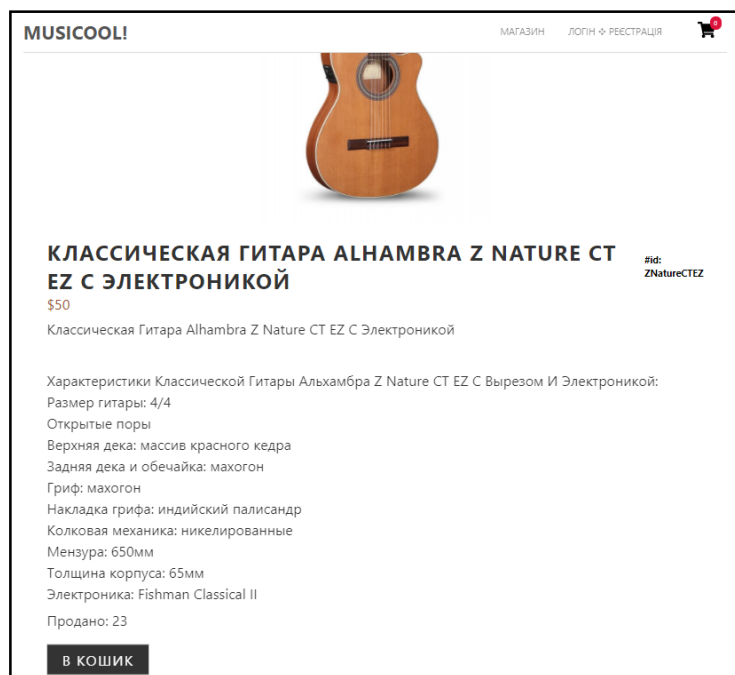 MUSICOOL!
МАГАЗИН
ЛОГІН ✧ РЕЄСТРАЦІЯ
0
КЛАССИЧЕСКАЯ ГИТАРА ALHAMBRA Z NATURE CT
EZ С ЭЛЕКТРОНИКОЙ
#id:
ZNatureCTEZ
$50
Классическая Гитара Alhambra Z Nature CT EZ С Электроникой
Характеристики Классической Гитары Альхамбра Z Nature CT EZ С Вырезом И Электроникой:
Размер гитары: 4/4
Открытые поры
Верхняя дека: массив красного кедра
Задняя дека и обечайка: махогон
Гриф: махогон
Накладка грифа: индийский палисандр
Колковая механика: никелированные
Мензура: 650мм
Толщина корпуса: 65мм
Электроника: Fishman Classical II
Продано: 23
В КОШИК